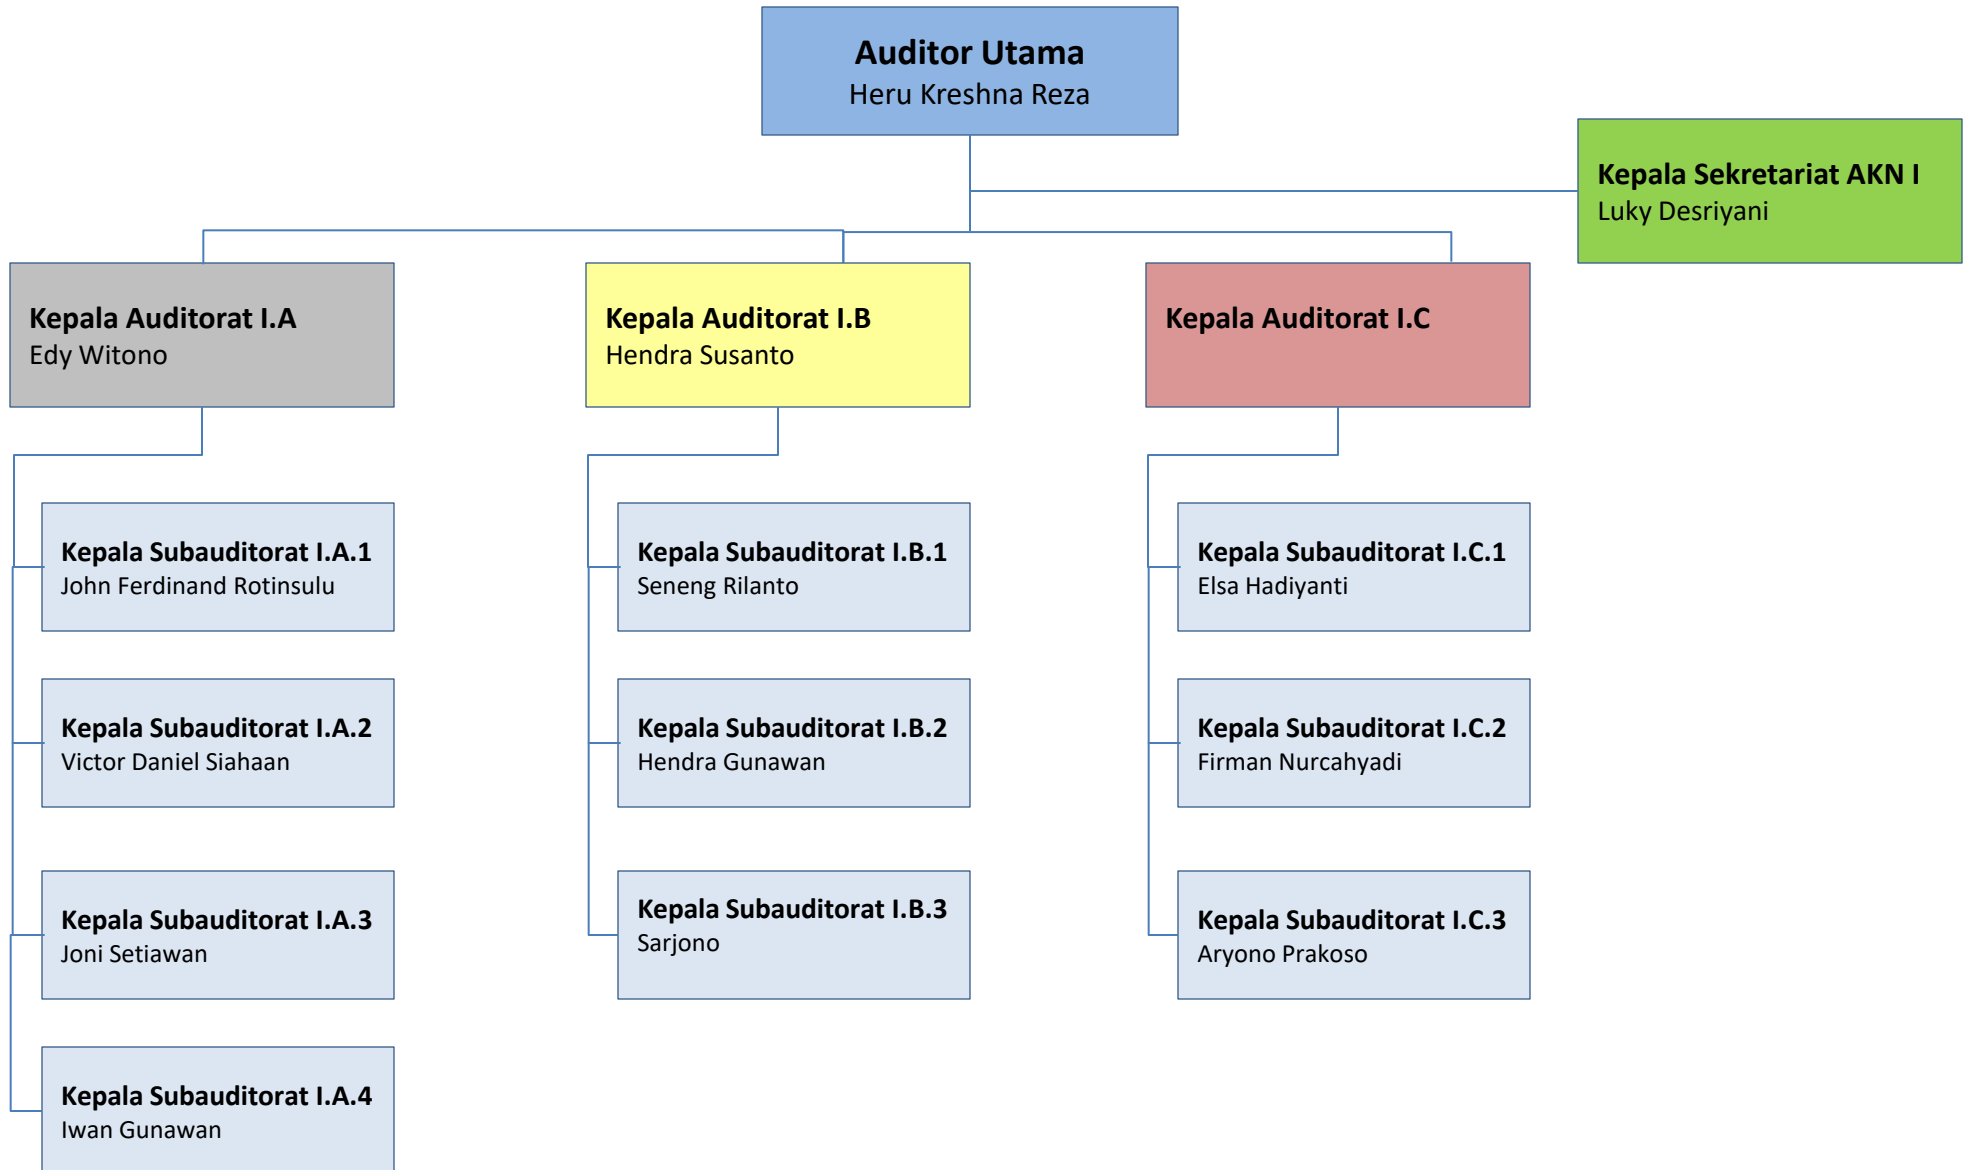 Auditor Utama
Heru Kreshna Reza
Kepala Sekretariat AKN I
Luky Desriyani
Kepala Auditorat I.A
Edy Witono
Kepala Auditorat I.B
Hendra Susanto
Kepala Auditorat I.C
Kepala Subauditorat I.A.1
John Ferdinand Rotinsulu
Kepala Subauditorat I.B.1
Seneng Rilanto
Kepala Subauditorat I.C.1
Elsa Hadiyanti
Kepala Subauditorat I.A.2
Victor Daniel Siahaan
Kepala Subauditorat I.B.2
Hendra Gunawan
Kepala Subauditorat I.C.2
Firman Nurcahyadi
Kepala Subauditorat I.A.3
Joni Setiawan
Kepala Subauditorat I.B.3
Sarjono
Kepala Subauditorat I.C.3
Aryono Prakoso
Kepala Subauditorat I.A.4
Iwan Gunawan